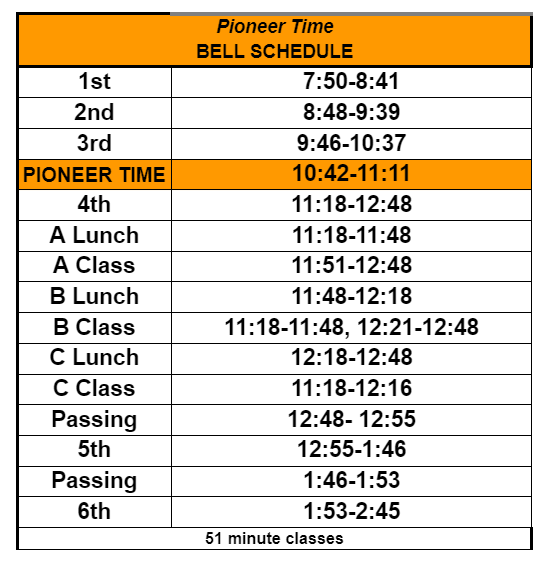 Pioneer Time
BELL SCHEDULE
1st 7:50-8:41
2nd 8:48-9:39
3rd 9:46-10:37
PIONEER TIME 10:42-11:11
4th 11:18-12:48
A Lunch 11:18-11:48
A Class 11:51-12:48
B Lunch 11:48-12:18
B Class 11:18-11:48, 12:21-12:48
C Lunch 12:18-12:48
C Class 11:18-12:16
Passing 12:48- 12:55
5th 12:55-1:46
Passing 1:46-1:53
6th 1:53-2:45
51 minute classes